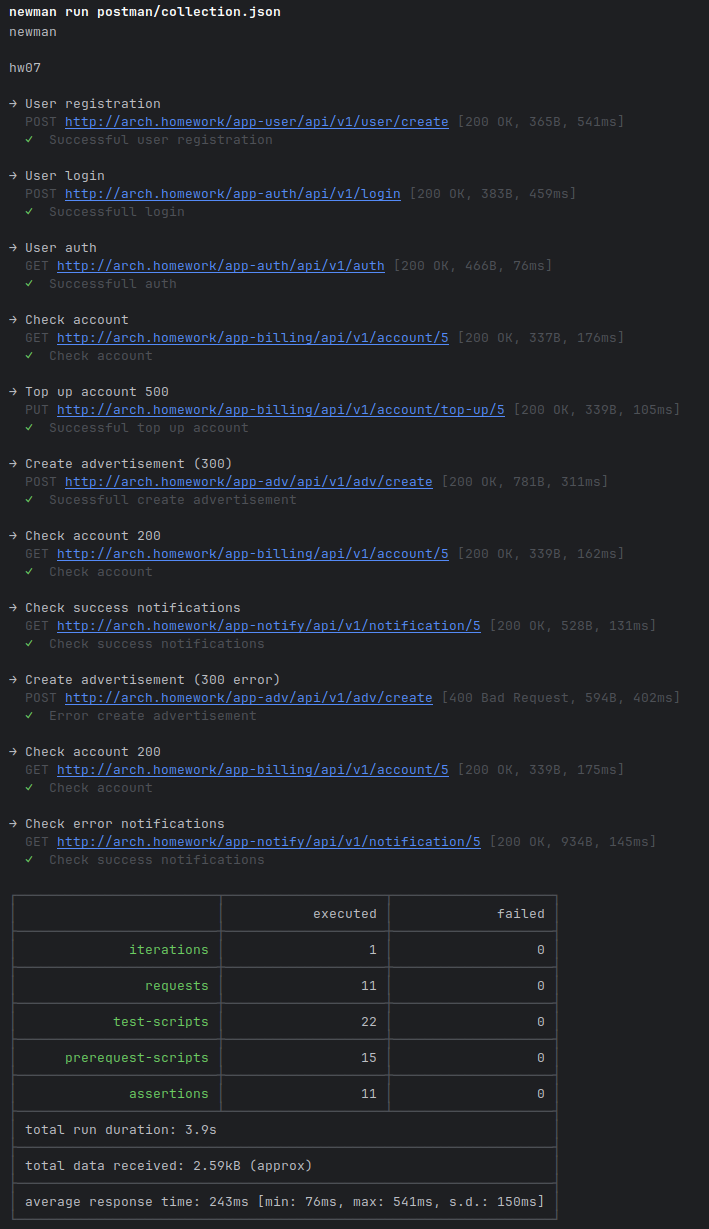 newman run postman/collection.json
newman
hw07
→ User registration
POST http://arch.homework/app-user/api/v1/user/create [200 OK, 365B, 541ms]
✓ Successful user registration
→ User login
POST http://arch.homework/app-auth/api/v1/login [200 OK, 383B, 459ms]
✓ Successfull login
→ User auth
GET http://arch.homework/app-auth/api/v1/auth [200 OK, 466B, 76ms]
✓ Successfull auth
→ Check account
GET http://arch.homework/app-billing/api/v1/account/5 [200 OK, 337B, 176ms]
✓ Check account
→ Top up account 500
PUT http://arch.homework/app-billing/api/v1/account/top-up/5 [200 OK, 339B, 105ms]
✓ Successful top up account
→ Create advertisement (300)
POST http://arch.homework/app-adv/api/v1/adv/create [200 OK, 781B, 311ms]
✓ Sucessfull create advertisement
→ Check account 200
GET http://arch.homework/app-billing/api/v1/account/5 [200 OK, 339B, 162ms]
✓ Check account
→ Check success notifications
GET http://arch.homework/app-notify/api/v1/notification/5 [200 OK, 528B, 131ms]
✓ Check success notifications
→ Create advertisement (300 error)
POST http://arch.homework/app-adv/api/v1/adv/create [400 Bad Request, 594B, 402ms]
✓ Error create advertisement
→ Check account 200
GET http://arch.homework/app-billing/api/v1/account/5 [200 OK, 339B, 175ms]
✓ Check account
→ Check error notifications
GET http://arch.homework/app-notify/api/v1/notification/5 [200 OK, 934B, 145ms]
✓ Check success notifications
executed failed
iterations 1 0
requests 11 0
test-scripts 22 0
prerequest-scripts 15 0
assertions 11 0
total run duration: 3.9s
total data received: 2.59kB (approx)
average response time: 243ms [min: 76ms, max: 541ms, s.d.: 150ms]